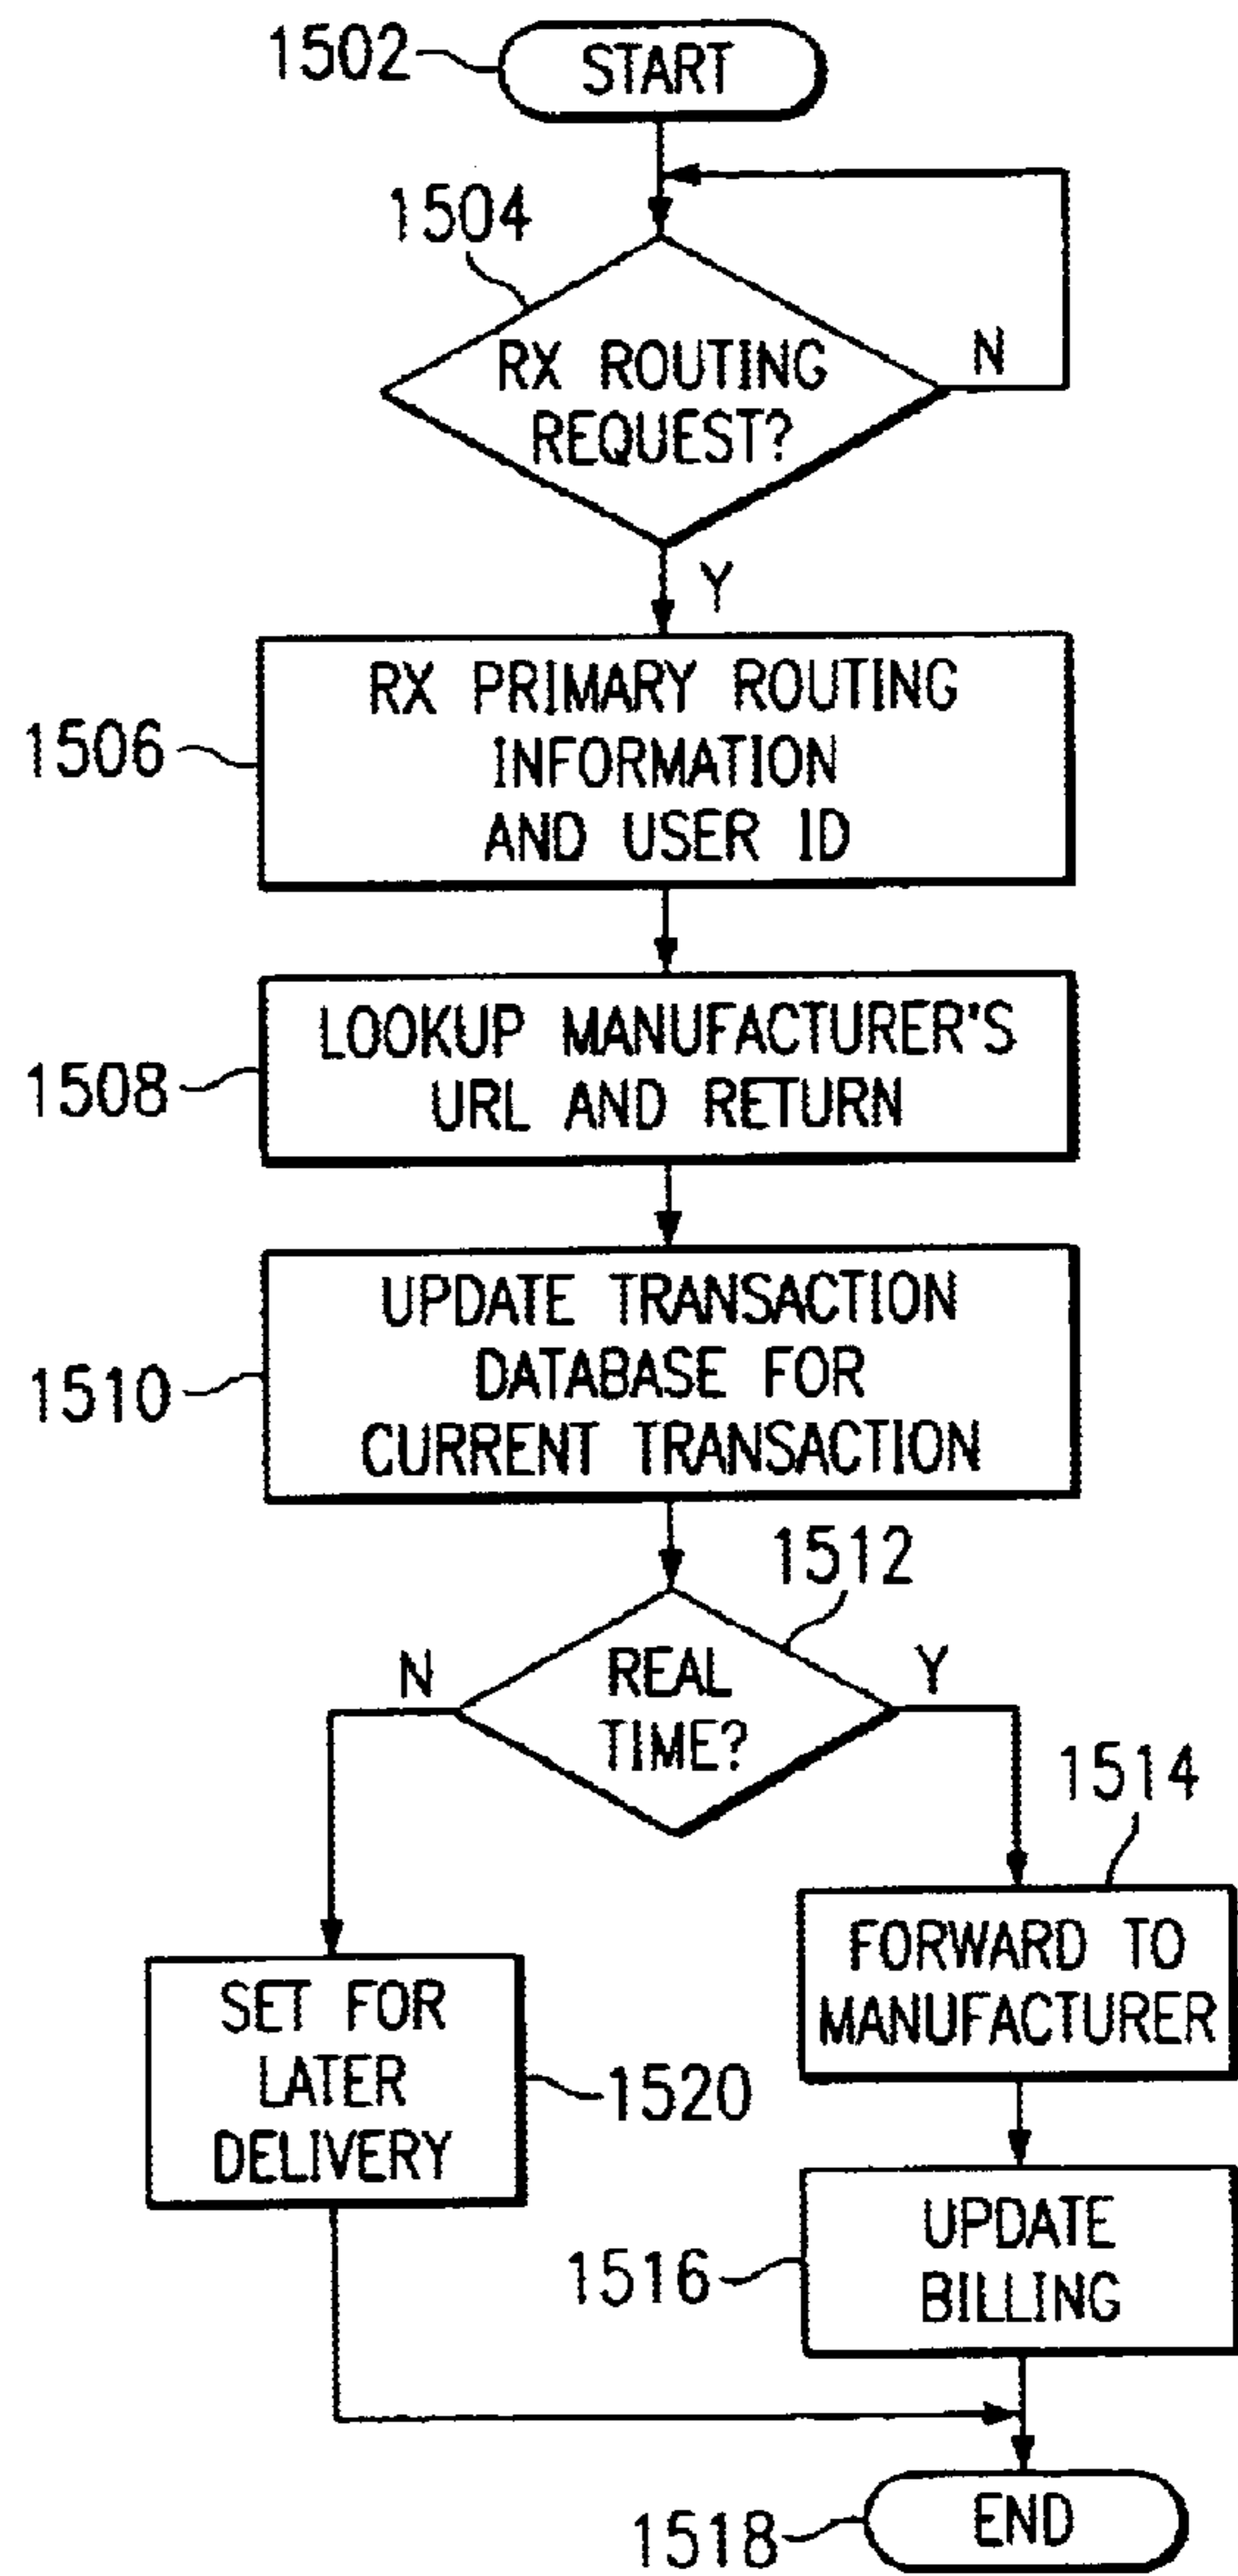 1502
START
1504
RX ROUTING
REQUEST?
N
Y
1506
RX PRIMARY ROUTING
INFORMATION
AND USER ID
1508
LOOKUP MANUFACTURER'S
URL AND RETURN
1510
UPDATE TRANSACTION
DATABASE FOR
CURRENT TRANSACTION
1512
N
REAL
TIME?
Y
1514
FORWARD TO
MANUFACTURER
SET FOR
LATER
DELIVERY
1520
1516
UPDATE
BILLING
1518
END